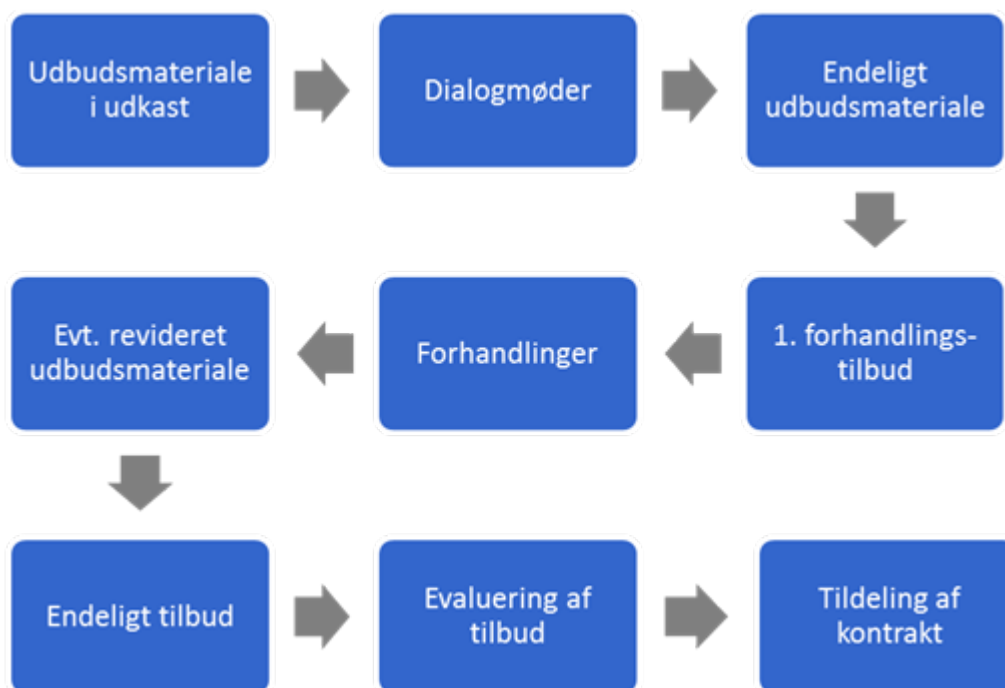 Udbudsmateriale
i udkast
Dialogmøder
Endeligt
udbudsmateriale
1. forhandlings-
tilbud
Forhandlinger
Evt. revideret
udbudsmateriale
Endeligt tilbud
Evaluering af
tilbud
Tildeling af
kontrakt